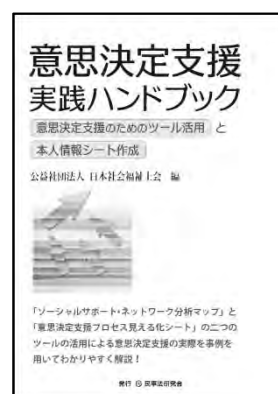 意思決定支援
実践ハンドブック
意思決定支援のためのツール活用 と
本人情報シート作成
公益社団法人 日本社会福祉士会 編
「ソーシャルサポート・ネットワーク分析マップ」と
「意思決定支援プロセス見える化シート」の二つの
ツールの活用による意思決定支援の実際を事例を
用いてわかりやすく解説!
発行 民事法研究会